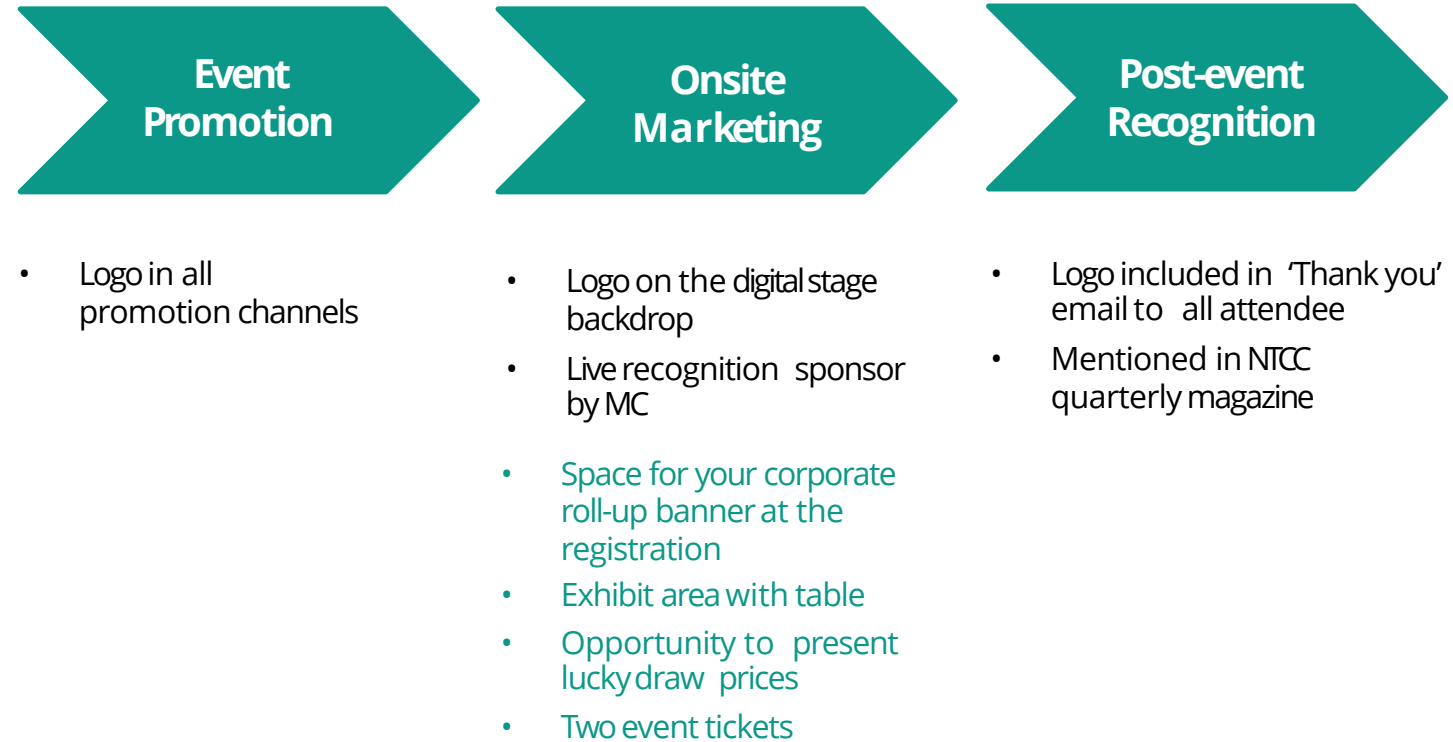 Event
Promotion
• Logo in all
promotion channels
Onsite
Marketing
• Logo on the digital stage
backdrop
• Live recognition sponsor
by MC
• Space for your corporate
roll-up banner at the
registration
• Exhibit area with table
• Opportunity to present
lucky draw prices
• Two event tickets
Post-event
Recognition
• Logo included in ‘Thank you’
email to all attendee
• Mentioned in NTCC
quarterly magazine